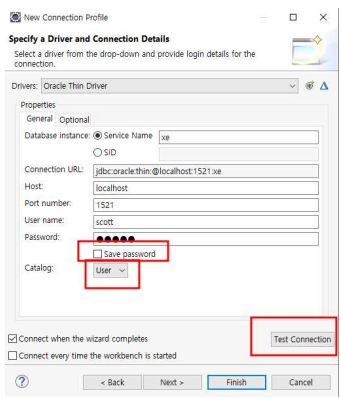 New Connection Profile
Specify a Driver and Connection Details
Select a driver from the drop-down and provide login details for the
connection.
Drivers: Oracle Thin Driver
Properties
General Optional
Database instance: Service Name xe
SID
Connection URL: jdbc:oracle:thin:@localhost:1521:xe
Host: localhost
Port number: 1521
User name: scott
Password: ●●●●●
Save password
Catalog: User
Connect when the wizard completes Test Connection
Connect every time the workbench is started
? < Back Next > Finish Cancel